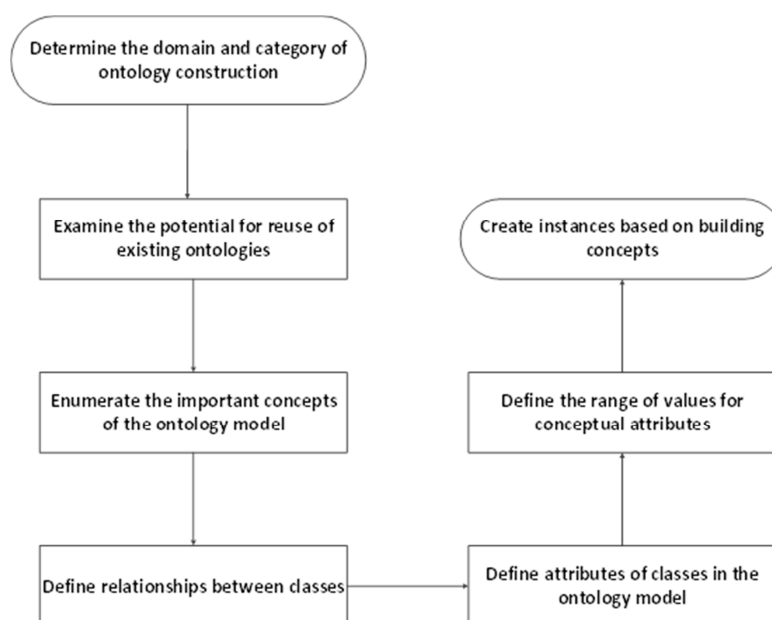 Determine the domain and category of
ontology construction
Examine the potential for reuse of
existing ontologies
Enumerate the important concepts
of the ontology model
Define relationships between classes
Define attributes of classes in the
ontology model
Define the range of values for
conceptual attributes
Create instances based on building
concepts